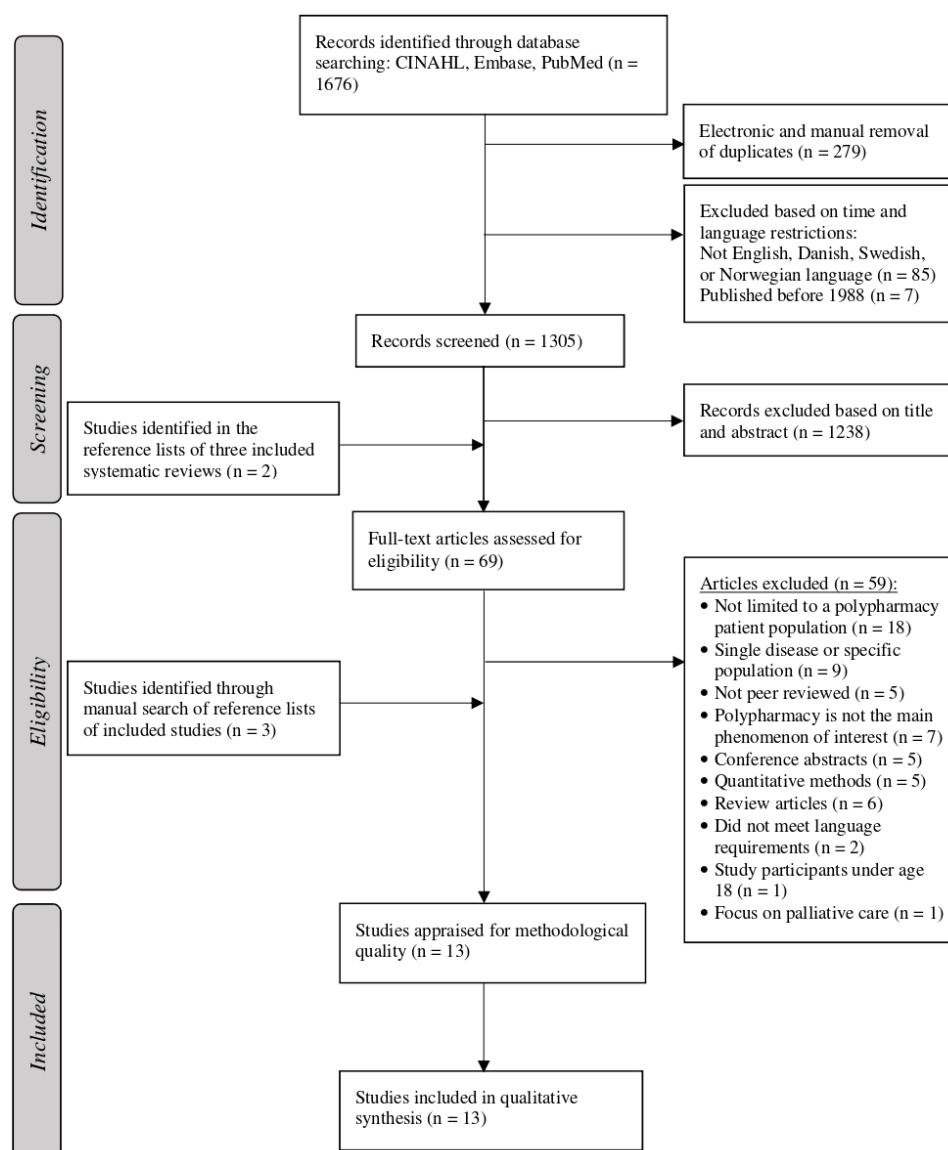 Records identified through database
searching: CINAHL, Embase, PubMed (n =
1676)
Identification
Electronic and manual removal
of duplicates (n = 279)
Excluded based on time and
language restrictions:
Not English, Danish, Swedish,
or Norwegian language (n = 85)
Published before 1988 (n = 7)
Records screened (n = 1305)
Screening
Records excluded based on title
and abstract (n = 1238)
Studies identified in the
reference lists of three included
systematic reviews (n = 2)
Full-text articles assessed for
eligibility (n = 69)
Eligibility
Articles excluded (n = 59):
• Not limited to a polypharmacy
patient population (n = 18)
• Single disease or specific
population (n = 9)
• Not peer reviewed (n = 5)
• Polypharmacy is not the main
phenomen of interest (n = 7)
• Conference abstracts (n = 5)
• Quantitative methods (n = 5)
• Review articles (n = 6)
• Did not meet language
requirements (n = 2)
• Study participants under age
18 (n = 1)
• Focus on palliative care (n = 1)
Studies identified through
manual search of reference lists
of included studies (n = 3)
Studies appraised for methodological
quality (n = 13)
Included
Studies included in qualitative
synthesis (n = 13)